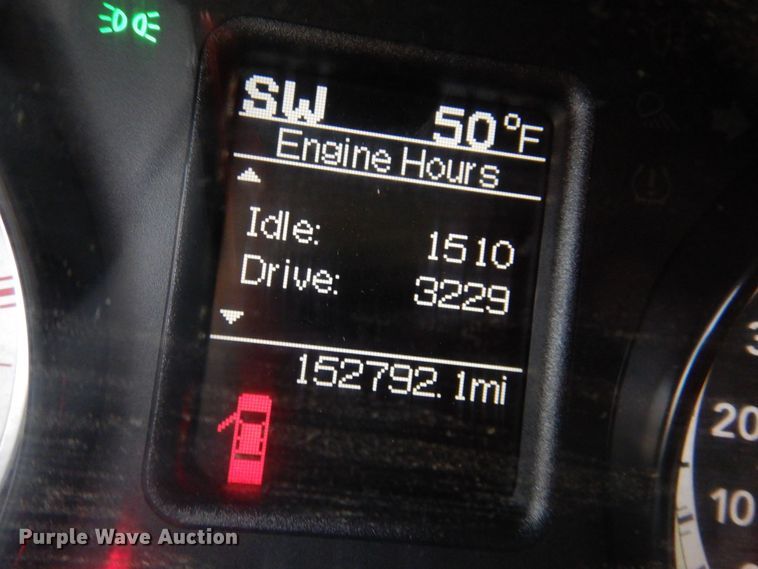 SW 50°F
Engine Hours
Idle: 1510
Drive: 3229
152792.1mi
20
10
Purple Wave Auction